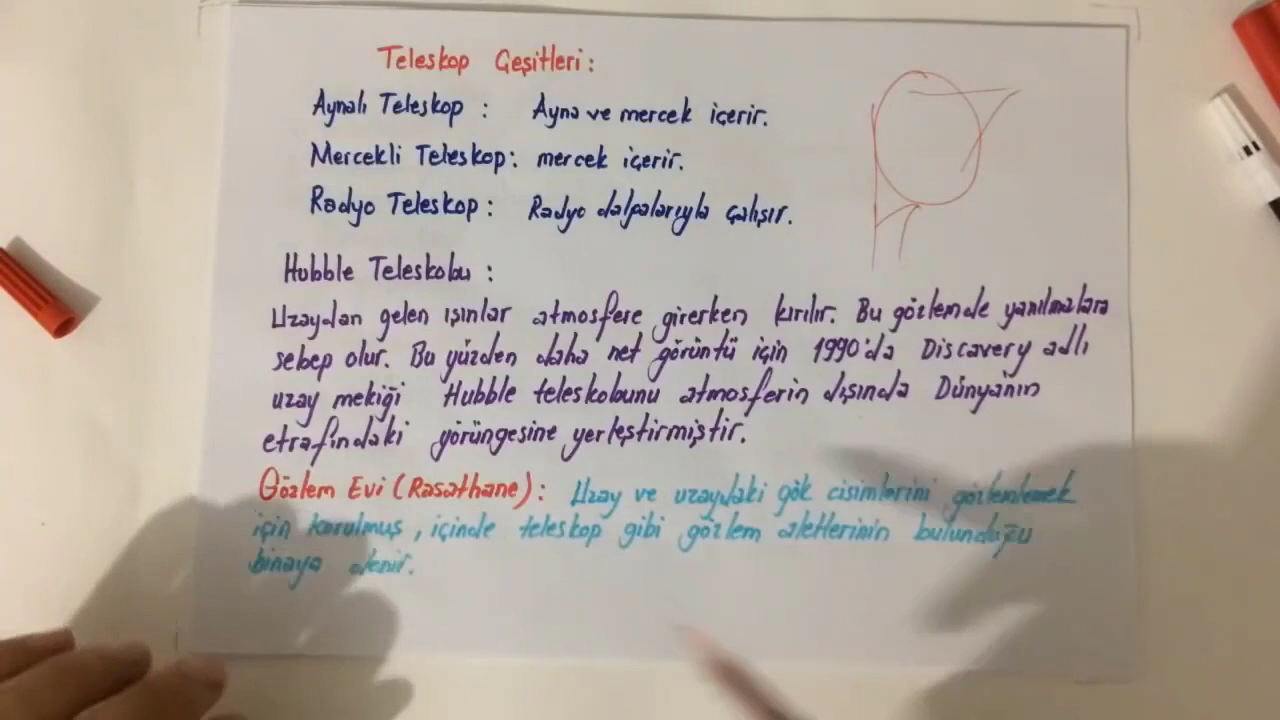 Teleskop Çeşitleri:
Aynalı Teleskop : Ayna ve mercek içerir.
Mercekli Teleskop: mercek içerir.
Radyo Teleskop: Radyo dalgalarıyla çalışır.
Hubble Teleskobu :
Uzaydan gelen ışınlar atmosfere girerken kırılır. Bu gözlemde yanılmalara
sebep olur. Bu yüzden daha net görüntü için 1990'da Discavery adlı
uzay mekiği Hubble teleskobunu atmosferin dışında Dünyanın
etrafındaki yörüngesine yerleştirmiştir.
Gözlem Evi (Rasathane): Uzay ve uzaydaki gök cisimlerini gözlemlemek
için kurulmuş, içinde teleskop gibi gözlem aletlerinin bulunduğu
binaya denir.